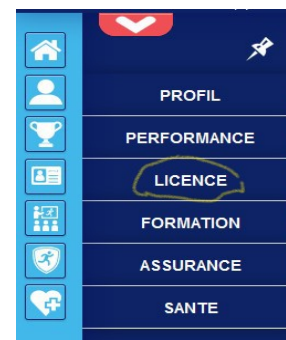 PROFIL
PERFORMANCE
LICENCE
FORMATION
ASSURANCE
SANTE